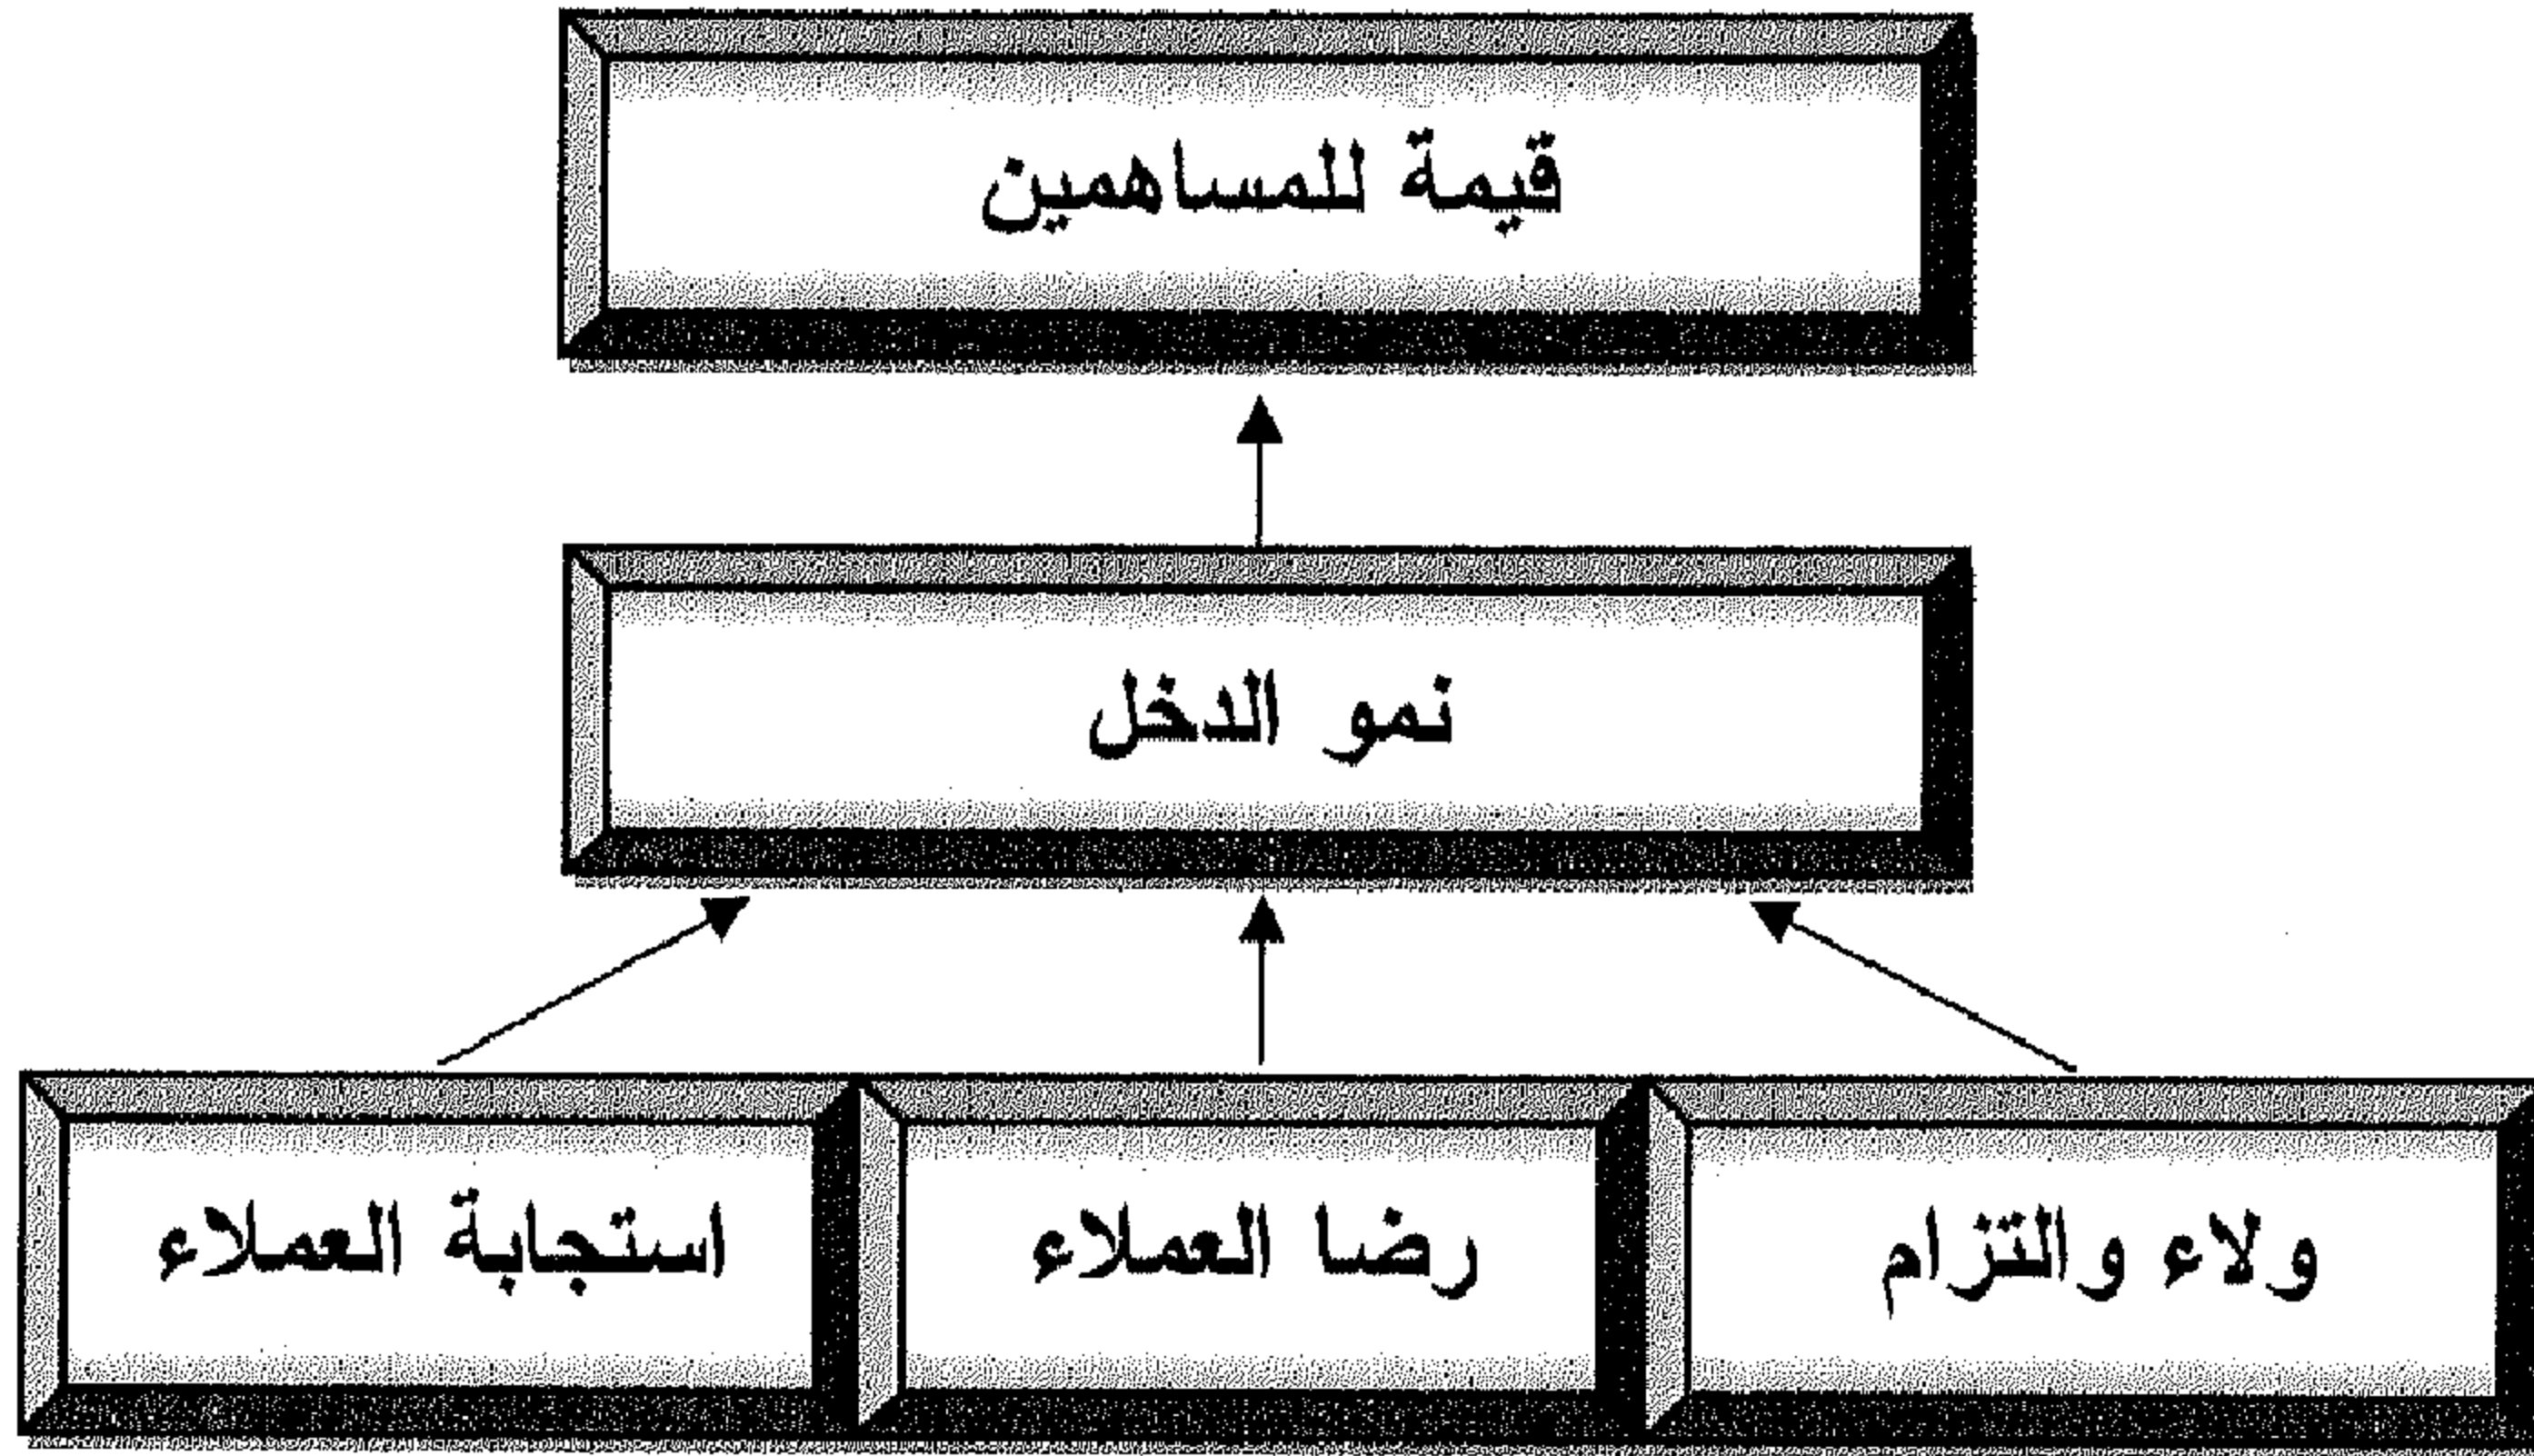 قيمة للمساهمين
نمو الدخل
ولاء والتزام
رضا العملاء
استجابة العملاء